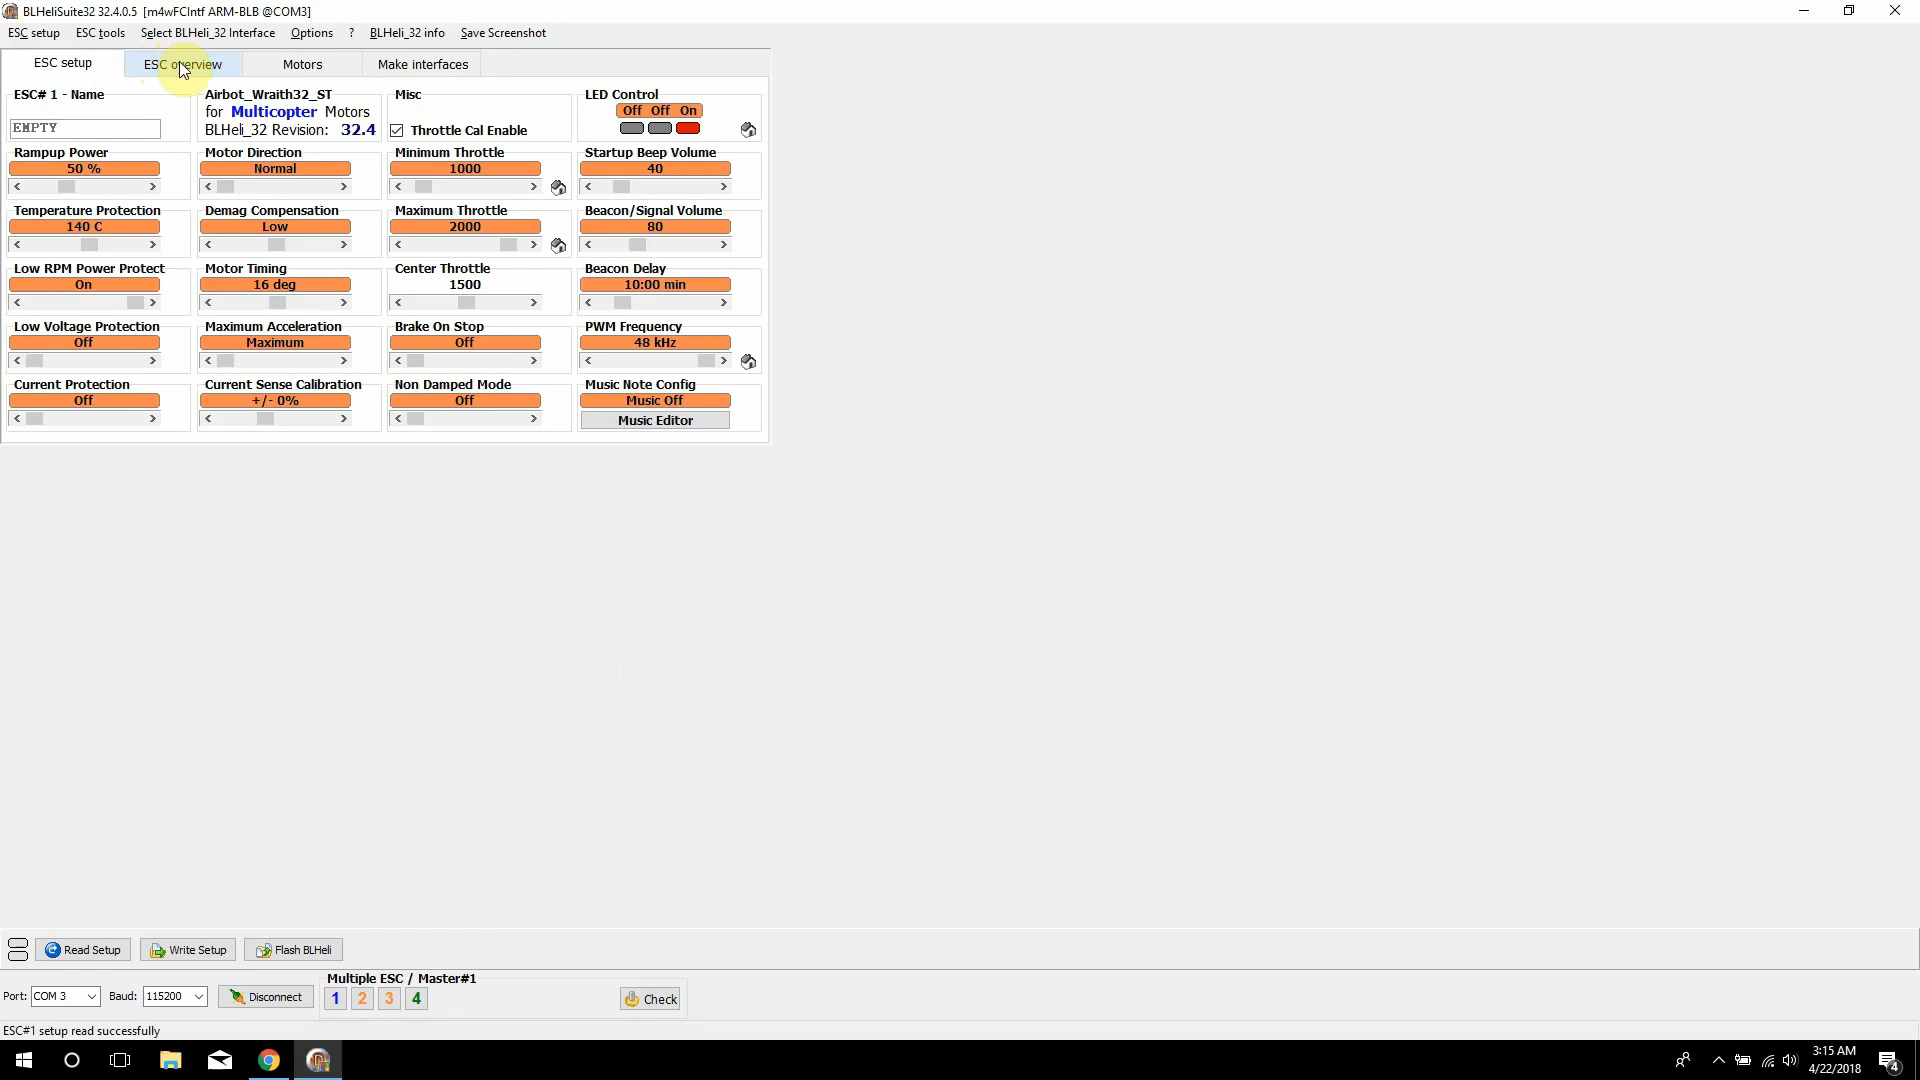 BLHeliSuite32 32.4.0.5 [m4wFCIntf ARM-BLB @COM3]
ESC setup ESC tools Select BLHeli_32 Interface Options ? BLHeli_32 info Save Screenshot
ESC setup ESC overview Motors Make interfaces
ESC# 1 - Name
EMPTY
Airbot_Wraith32_ST
for Multicopter Motors
BLHeli_32 Revision: 32.4
Misc
Throttle Cal Enable
LED Control
Off Off On
Rampup Power
50 %
Motor Direction
Normal
Minimum Throttle
1000
Startup Beep Volume
40
Temperature Protection
140 C
Demag Compensation
Low
Maximum Throttle
2000
Beacon/Signal Volume
80
Low RPM Power Protect
On
Motor Timing
16 deg
Center Throttle
1500
Beacon Delay
10:00 min
Low Voltage Protection
Off
Maximum Acceleration
Maximum
Brake On Stop
Off
PWM Frequency
48 kHz
Current Protection
Off
Current Sense Calibration
+/- 0%
Non Damped Mode
Off
Music Note Config
Music Off
Music Editor
Read Setup Write Setup Flash BLHeli
Port: COM 3 Baud: 115200 Disconnect
Multiple ESC / Master#1
1 2 3 4 Check
ESC#1 setup read successfully
3:15 AM
4/22/2018
4